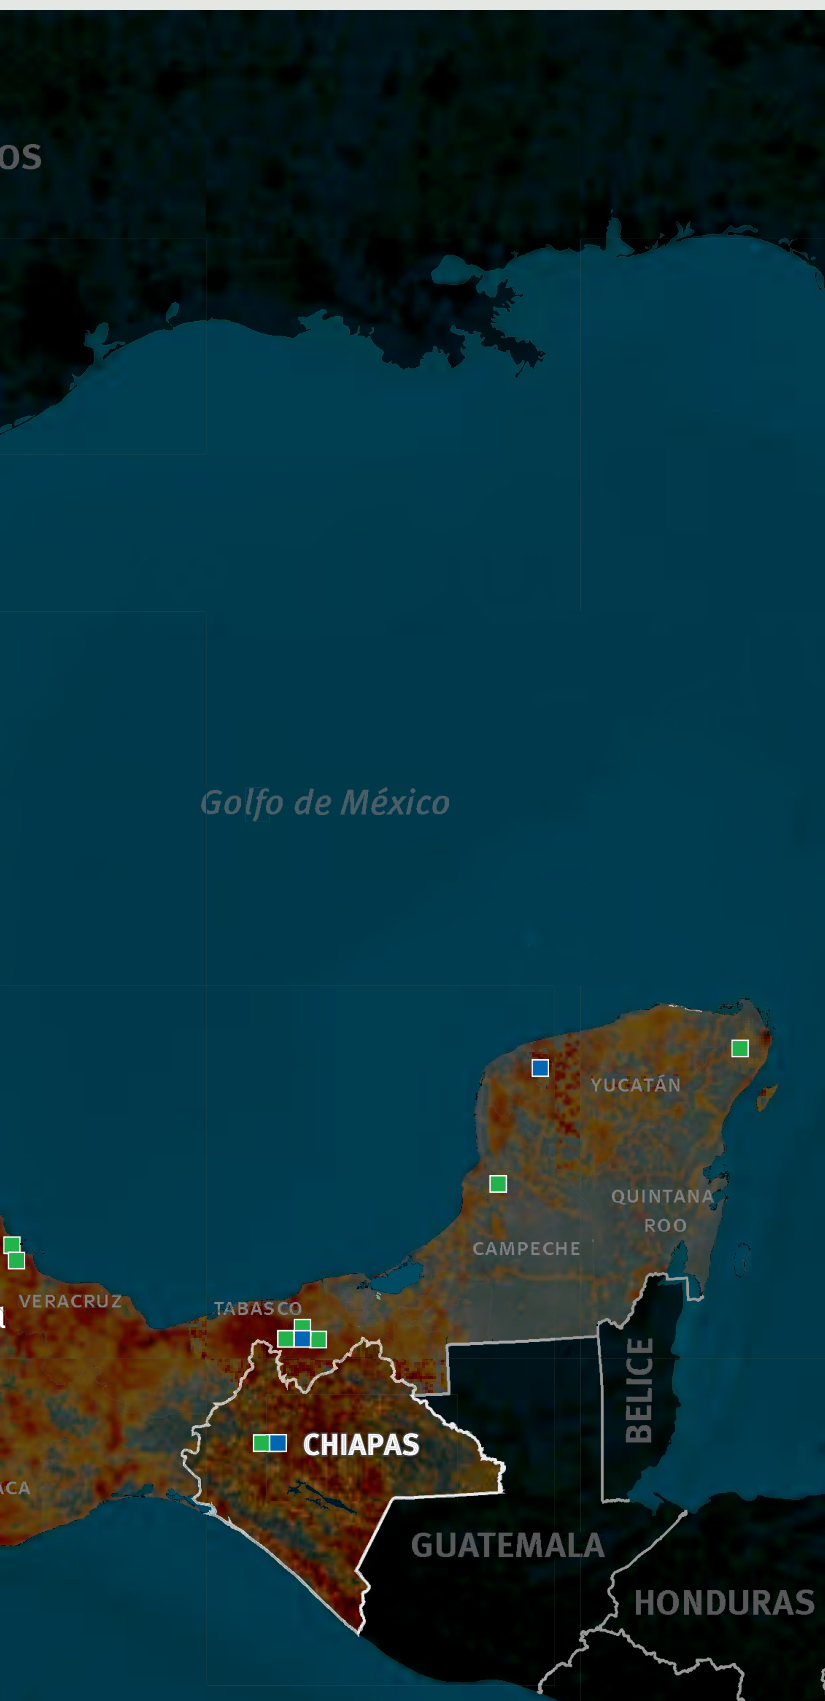 OS
Golfo de México
YUCATÁN
QUINTANA
ROO
CAMPECHE
VERACRUZ
TABASCO
BELICE
CHIAPAS
ACA
GUATEMALA
HONDURAS